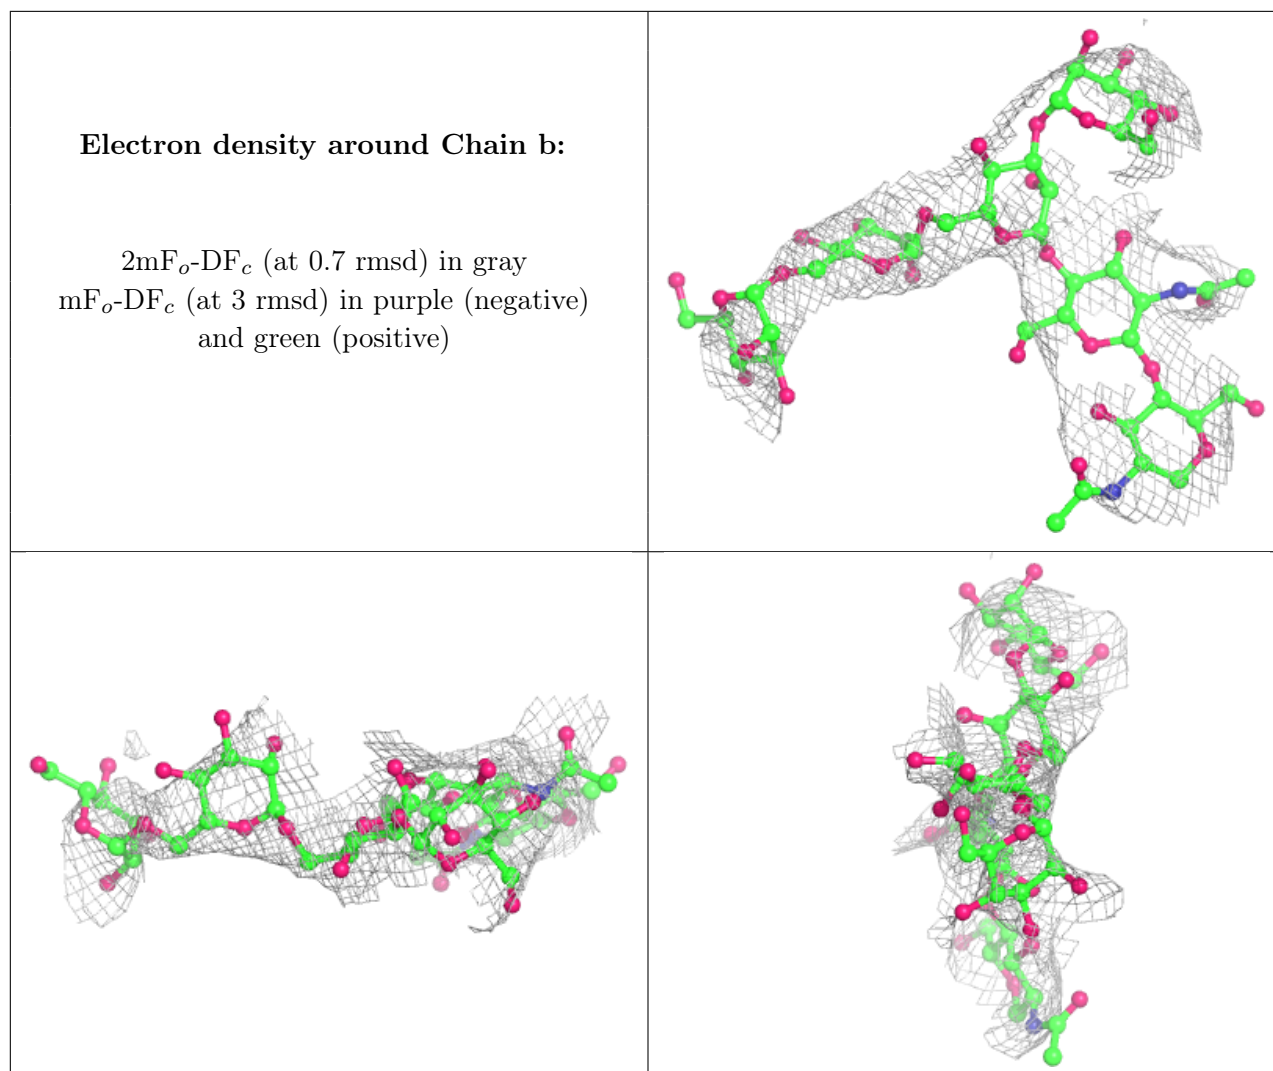 Electron density around Chain b:
2mFo-DFc (at 0.7 rmsd) in gray
mFo-DFc (at 3 rmsd) in purple (negative)
and green (positive)